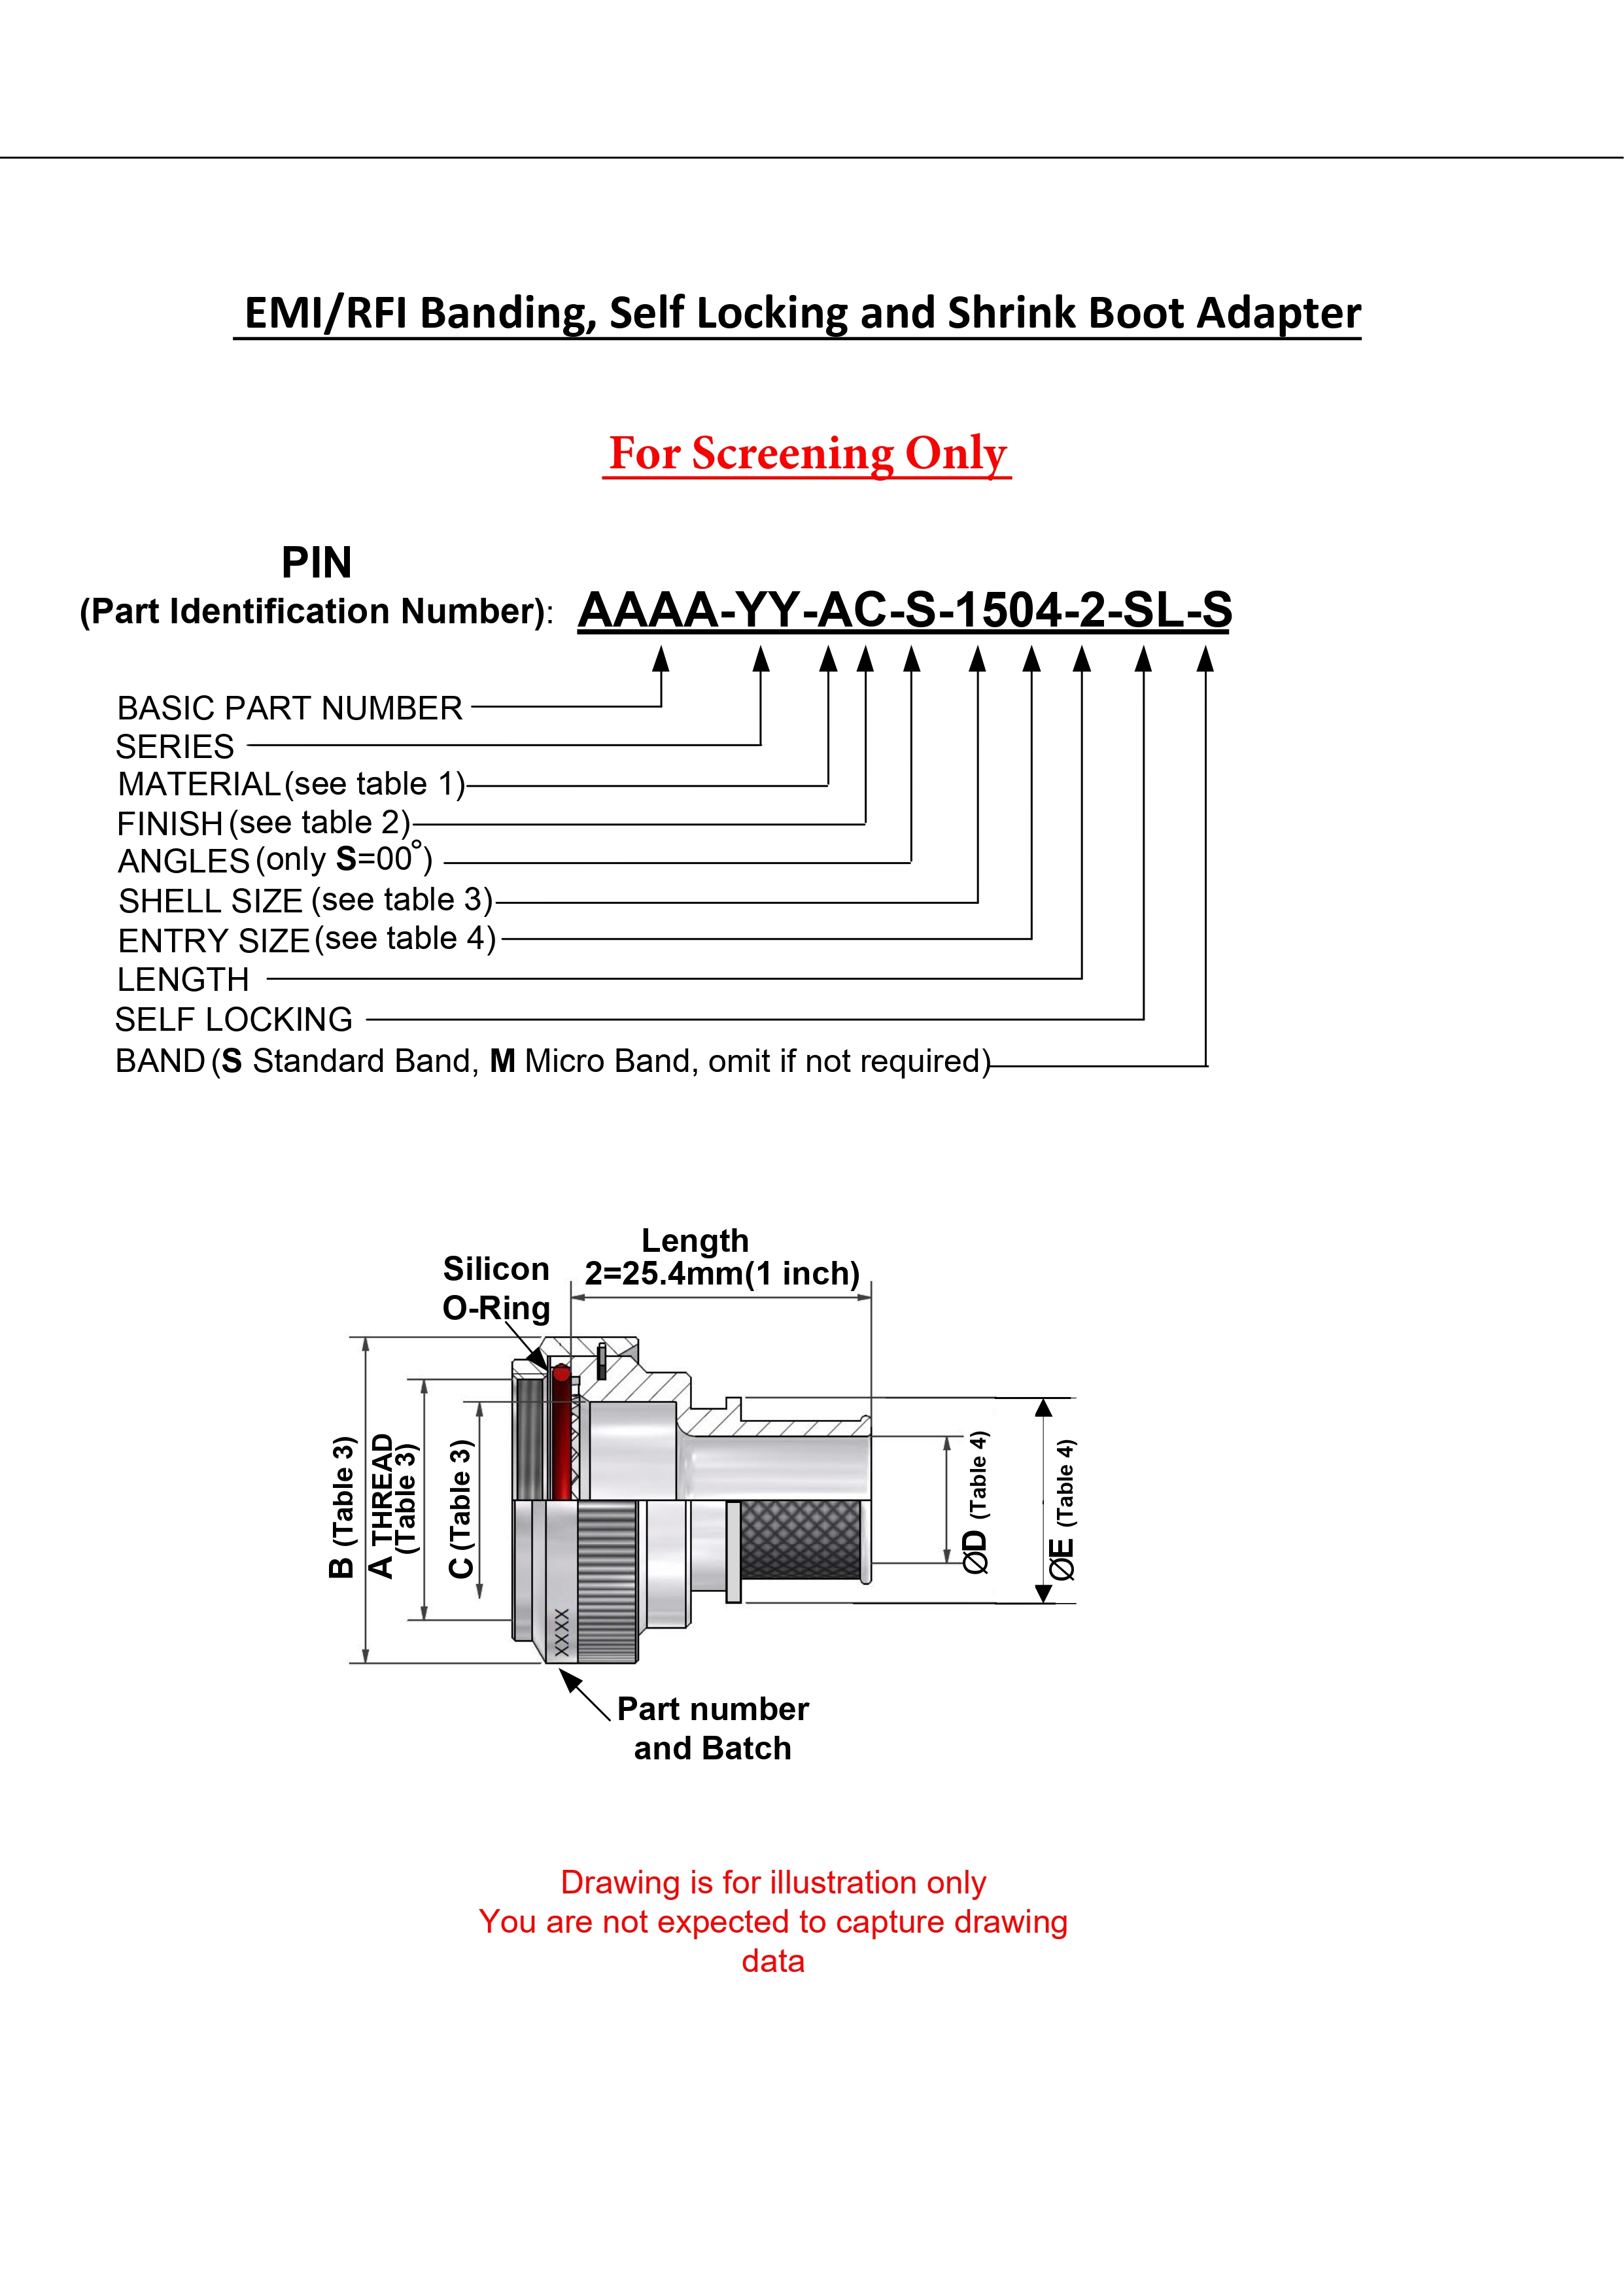 EMI/RFI Banding, Self Locking and Shrink Boot Adapter
For Screening Only
PIN
(Part Identification Number): AAAA-YY-AC-S-1504-2-SL-S
BASIC PART NUMBER
SERIES
MATERIAL (see table 1)
FINISH (see table 2)
ANGLES (only S=00°)
SHELL SIZE (see table 3)
ENTRY SIZE (see table 4)
LENGTH
SELF LOCKING
BAND (S Standard Band, M Micro Band, omit if not required)
Length
2=25.4mm(1 inch)
Silicon
O-Ring
B (Table 3)
A THREAD
(Table 3)
C (Table 3)
XXXX
ØD (Table 4)
ØE (Table 4)
Part number
and Batch
Drawing is for illustration only
You are not expected to capture drawing
data